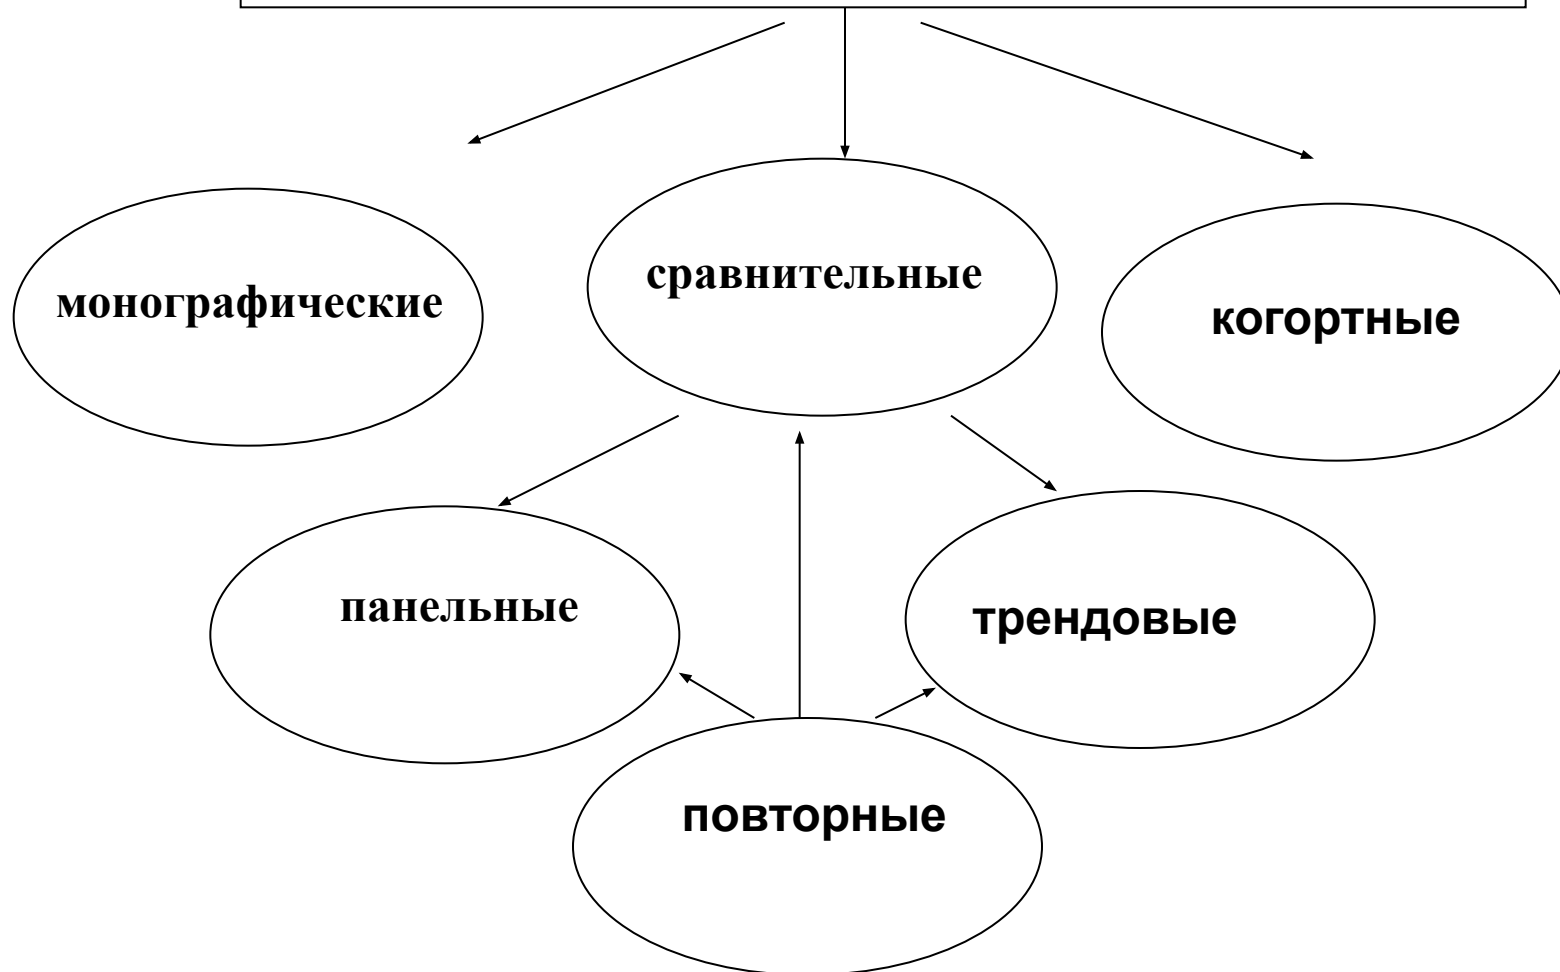 монографические
сравнительные
когортные
панельные
трендовые
повторные